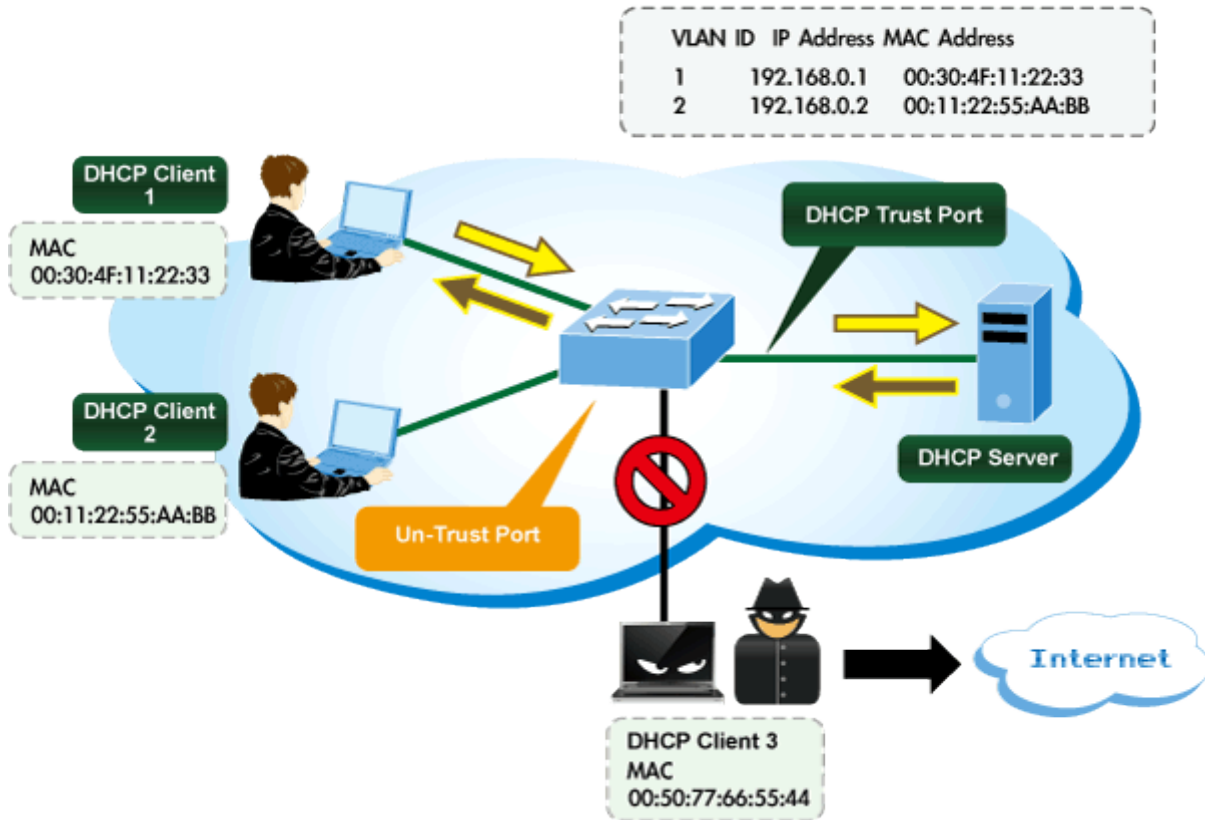 VLAN ID IP Address MAC Address
1 192.168.0.1 00:30:4F:11:22:33
2 192.168.0.2 00:11:22:55:AA:BB
DHCP Client
1
MAC
00:30:4F:11:22:33
DHCP Trust Port
DHCP Client
2
MAC
00:11:22:55:AA:BB
DHCP Server
Un-Trust Port
Internet
DHCP Client 3
MAC
00:50:77:66:55:44